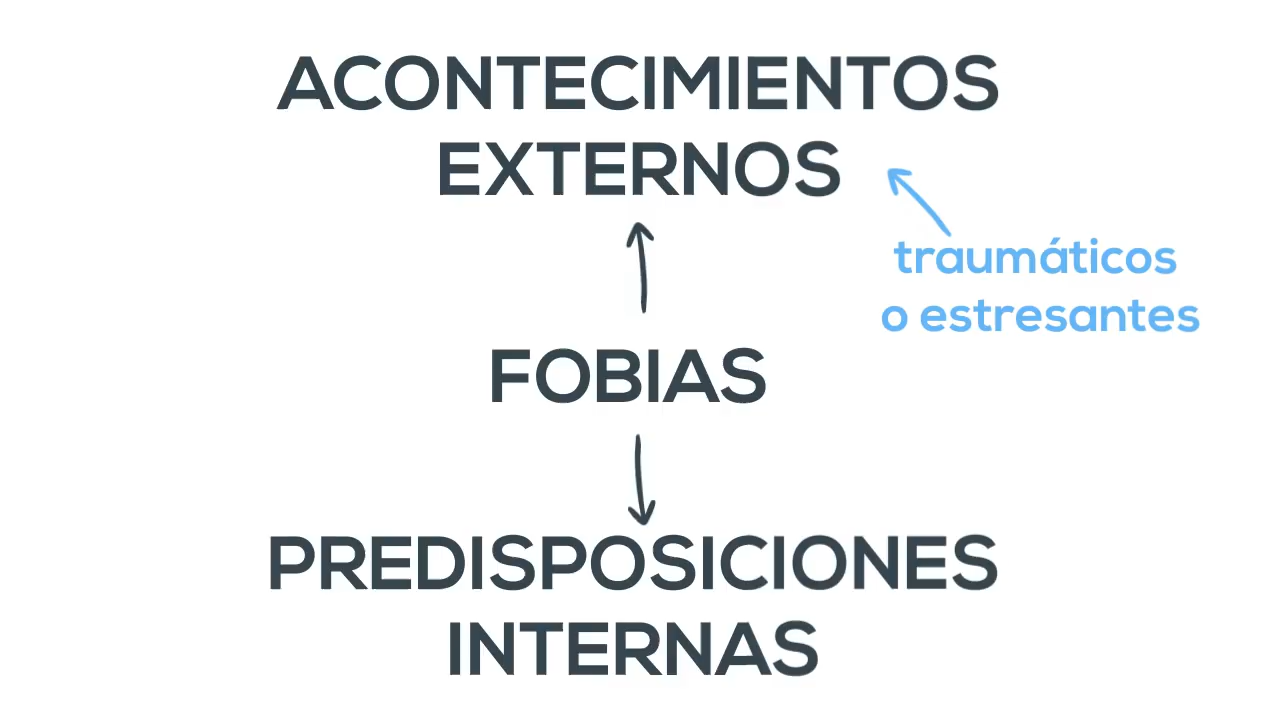 ACONTECIMIENTOS
EXTERNOS
traumáticos
o estresantes
FOBIAS
PREDISPOSICIONES
INTERNAS